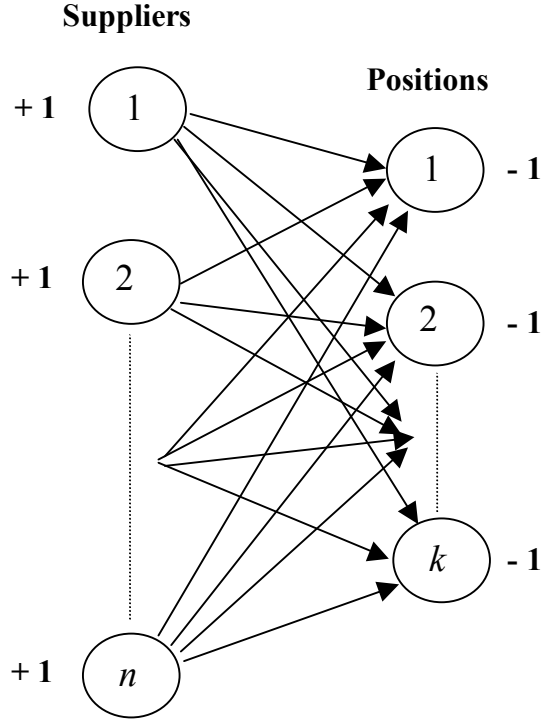 Suppliers
Positions
+ 1 1
1 - 1
+ 1 2
2 - 1
k - 1
+ 1 n